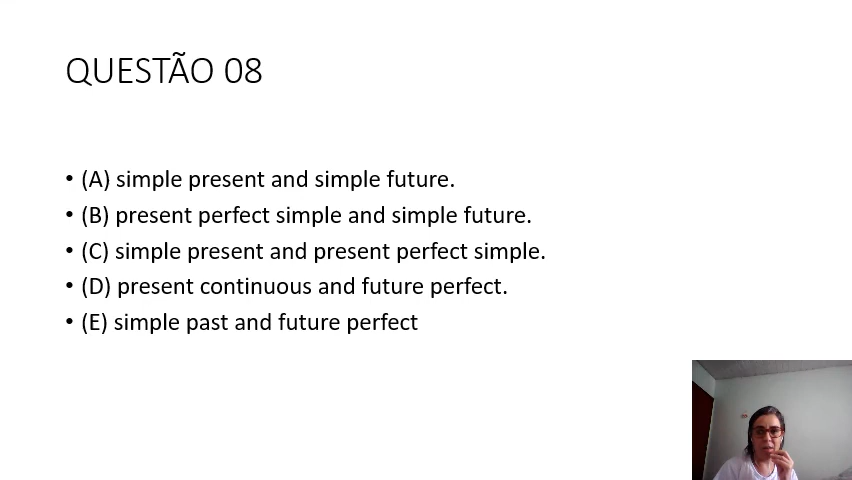 QUESTÃO 08
• (A) simple present and simple future.
• (B) present perfect simple and simple future.
• (C) simple present and present perfect simple.
• (D) present continuous and future perfect.
• (E) simple past and future perfect